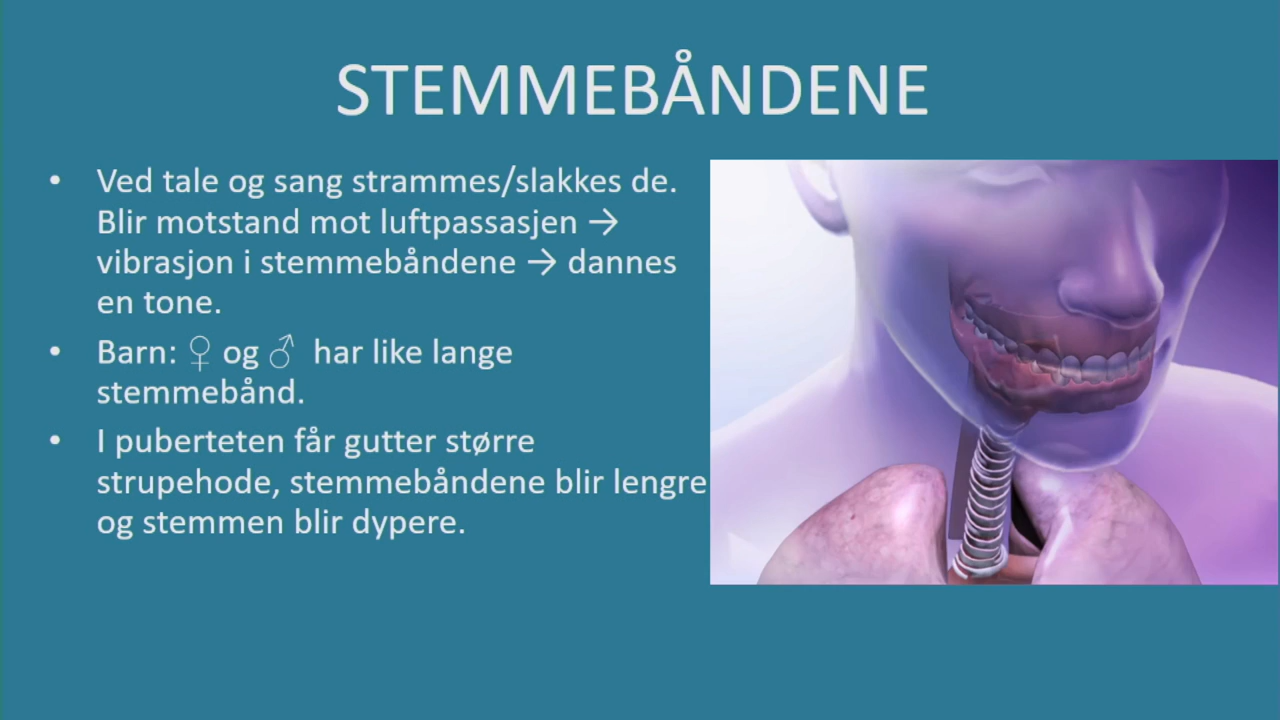 STEMMEBÅNDENE
• Ved tale og sang strammes/slakkes de.
Blir motstand mot luftpassasjen →
vibrasjon i stemmebåndene → dannes
en tone.
• Barn: ♀ og ♂ har like lange
stemmebånd.
• I puberteten får gutter større
strupehode, stemmebåndene blir lengre
og stemmen blir dypere.